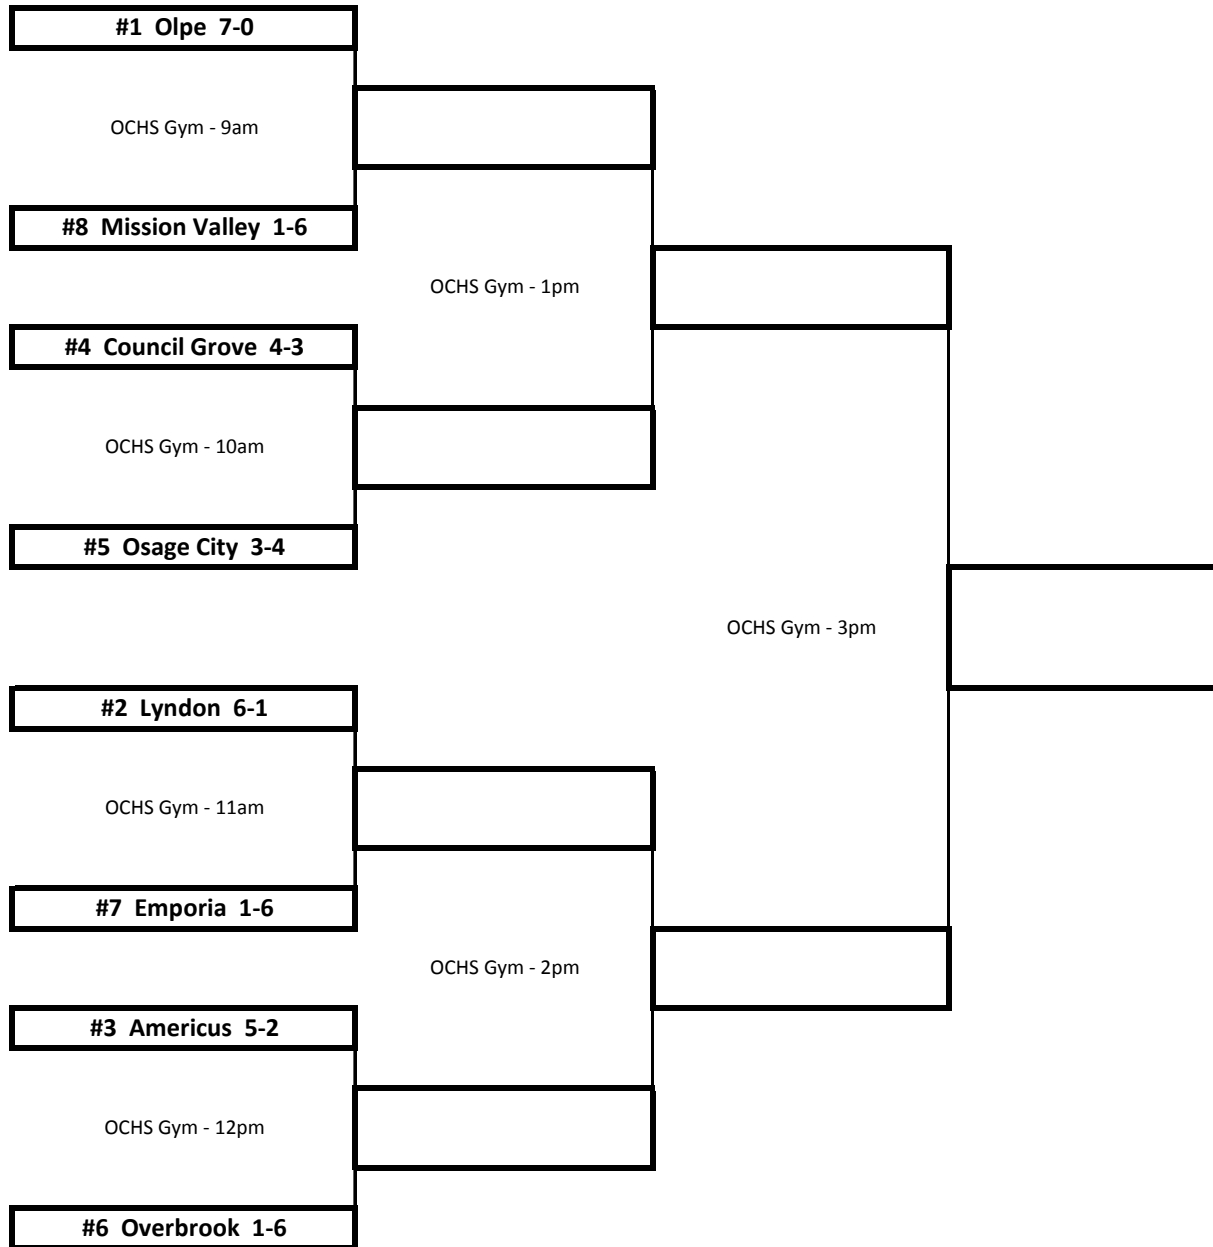 #1 Olpe 7-0
OCHS Gym - 9am
#8 Mission Valley 1-6
OCHS Gym - 1pm
#4 Council Grove 4-3
OCHS Gym - 10am
#5 Osage City 3-4
OCHS Gym - 3pm
#2 Lyndon 6-1
OCHS Gym - 11am
#7 Emporia 1-6
OCHS Gym - 2pm
#3 Americus 5-2
OCHS Gym - 12pm
#6 Overbrook 1-6